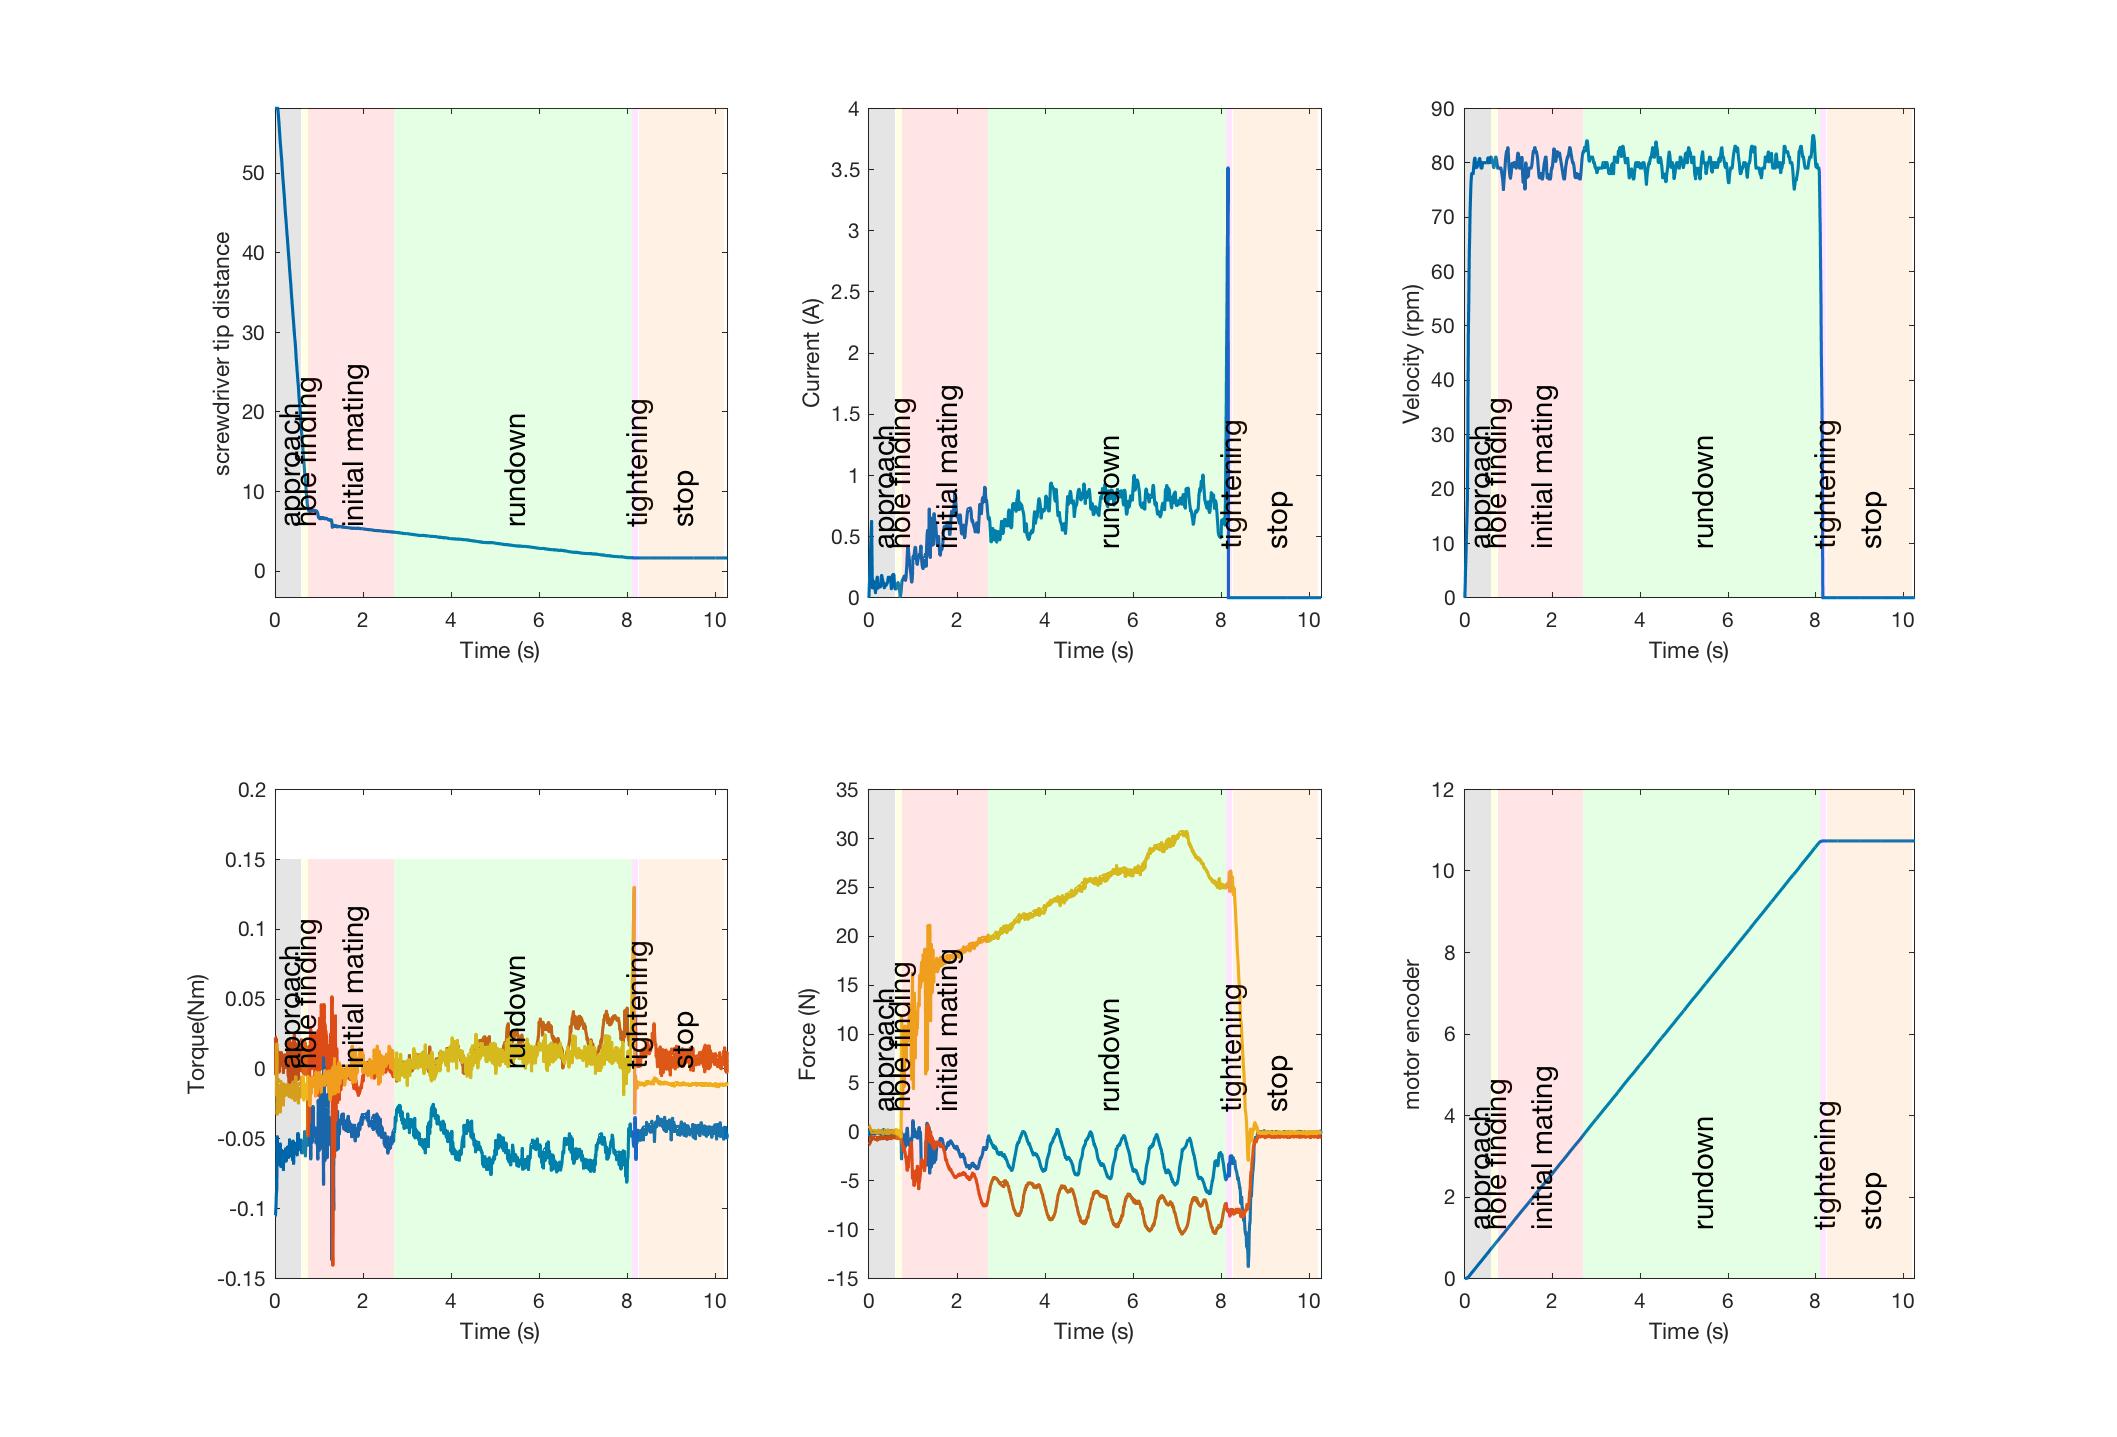 screwdriver tip distance
50
40
30
20
10
0
approach
hole finding
initial mating
rundown
tightening
stop
0 2 4 6 8 10
Time (s)
Current (A)
4
3.5
3
2.5
2
1.5
1
0.5
0
approach
hole finding
initial mating
rundown
tightening
stop
0 2 4 6 8 10
Time (s)
Velocity (rpm)
90
80
70
60
50
40
30
20
10
0
approach
hole finding
initial mating
rundown
tightening
stop
0 2 4 6 8 10
Time (s)
Torque(Nm)
0.2
0.15
0.1
0.05
0
-0.05
-0.1
-0.15
approach
hole finding
initial mating
rundown
tightening
stop
0 2 4 6 8 10
Time (s)
Force (N)
35
30
25
20
15
10
5
0
-5
-10
-15
approach
hole finding
initial mating
rundown
tightening
stop
0 2 4 6 8 10
Time (s)
motor encoder
12
10
8
6
4
2
0
approach
hole finding
initial mating
rundown
tightening
stop
0 2 4 6 8 10
Time (s)